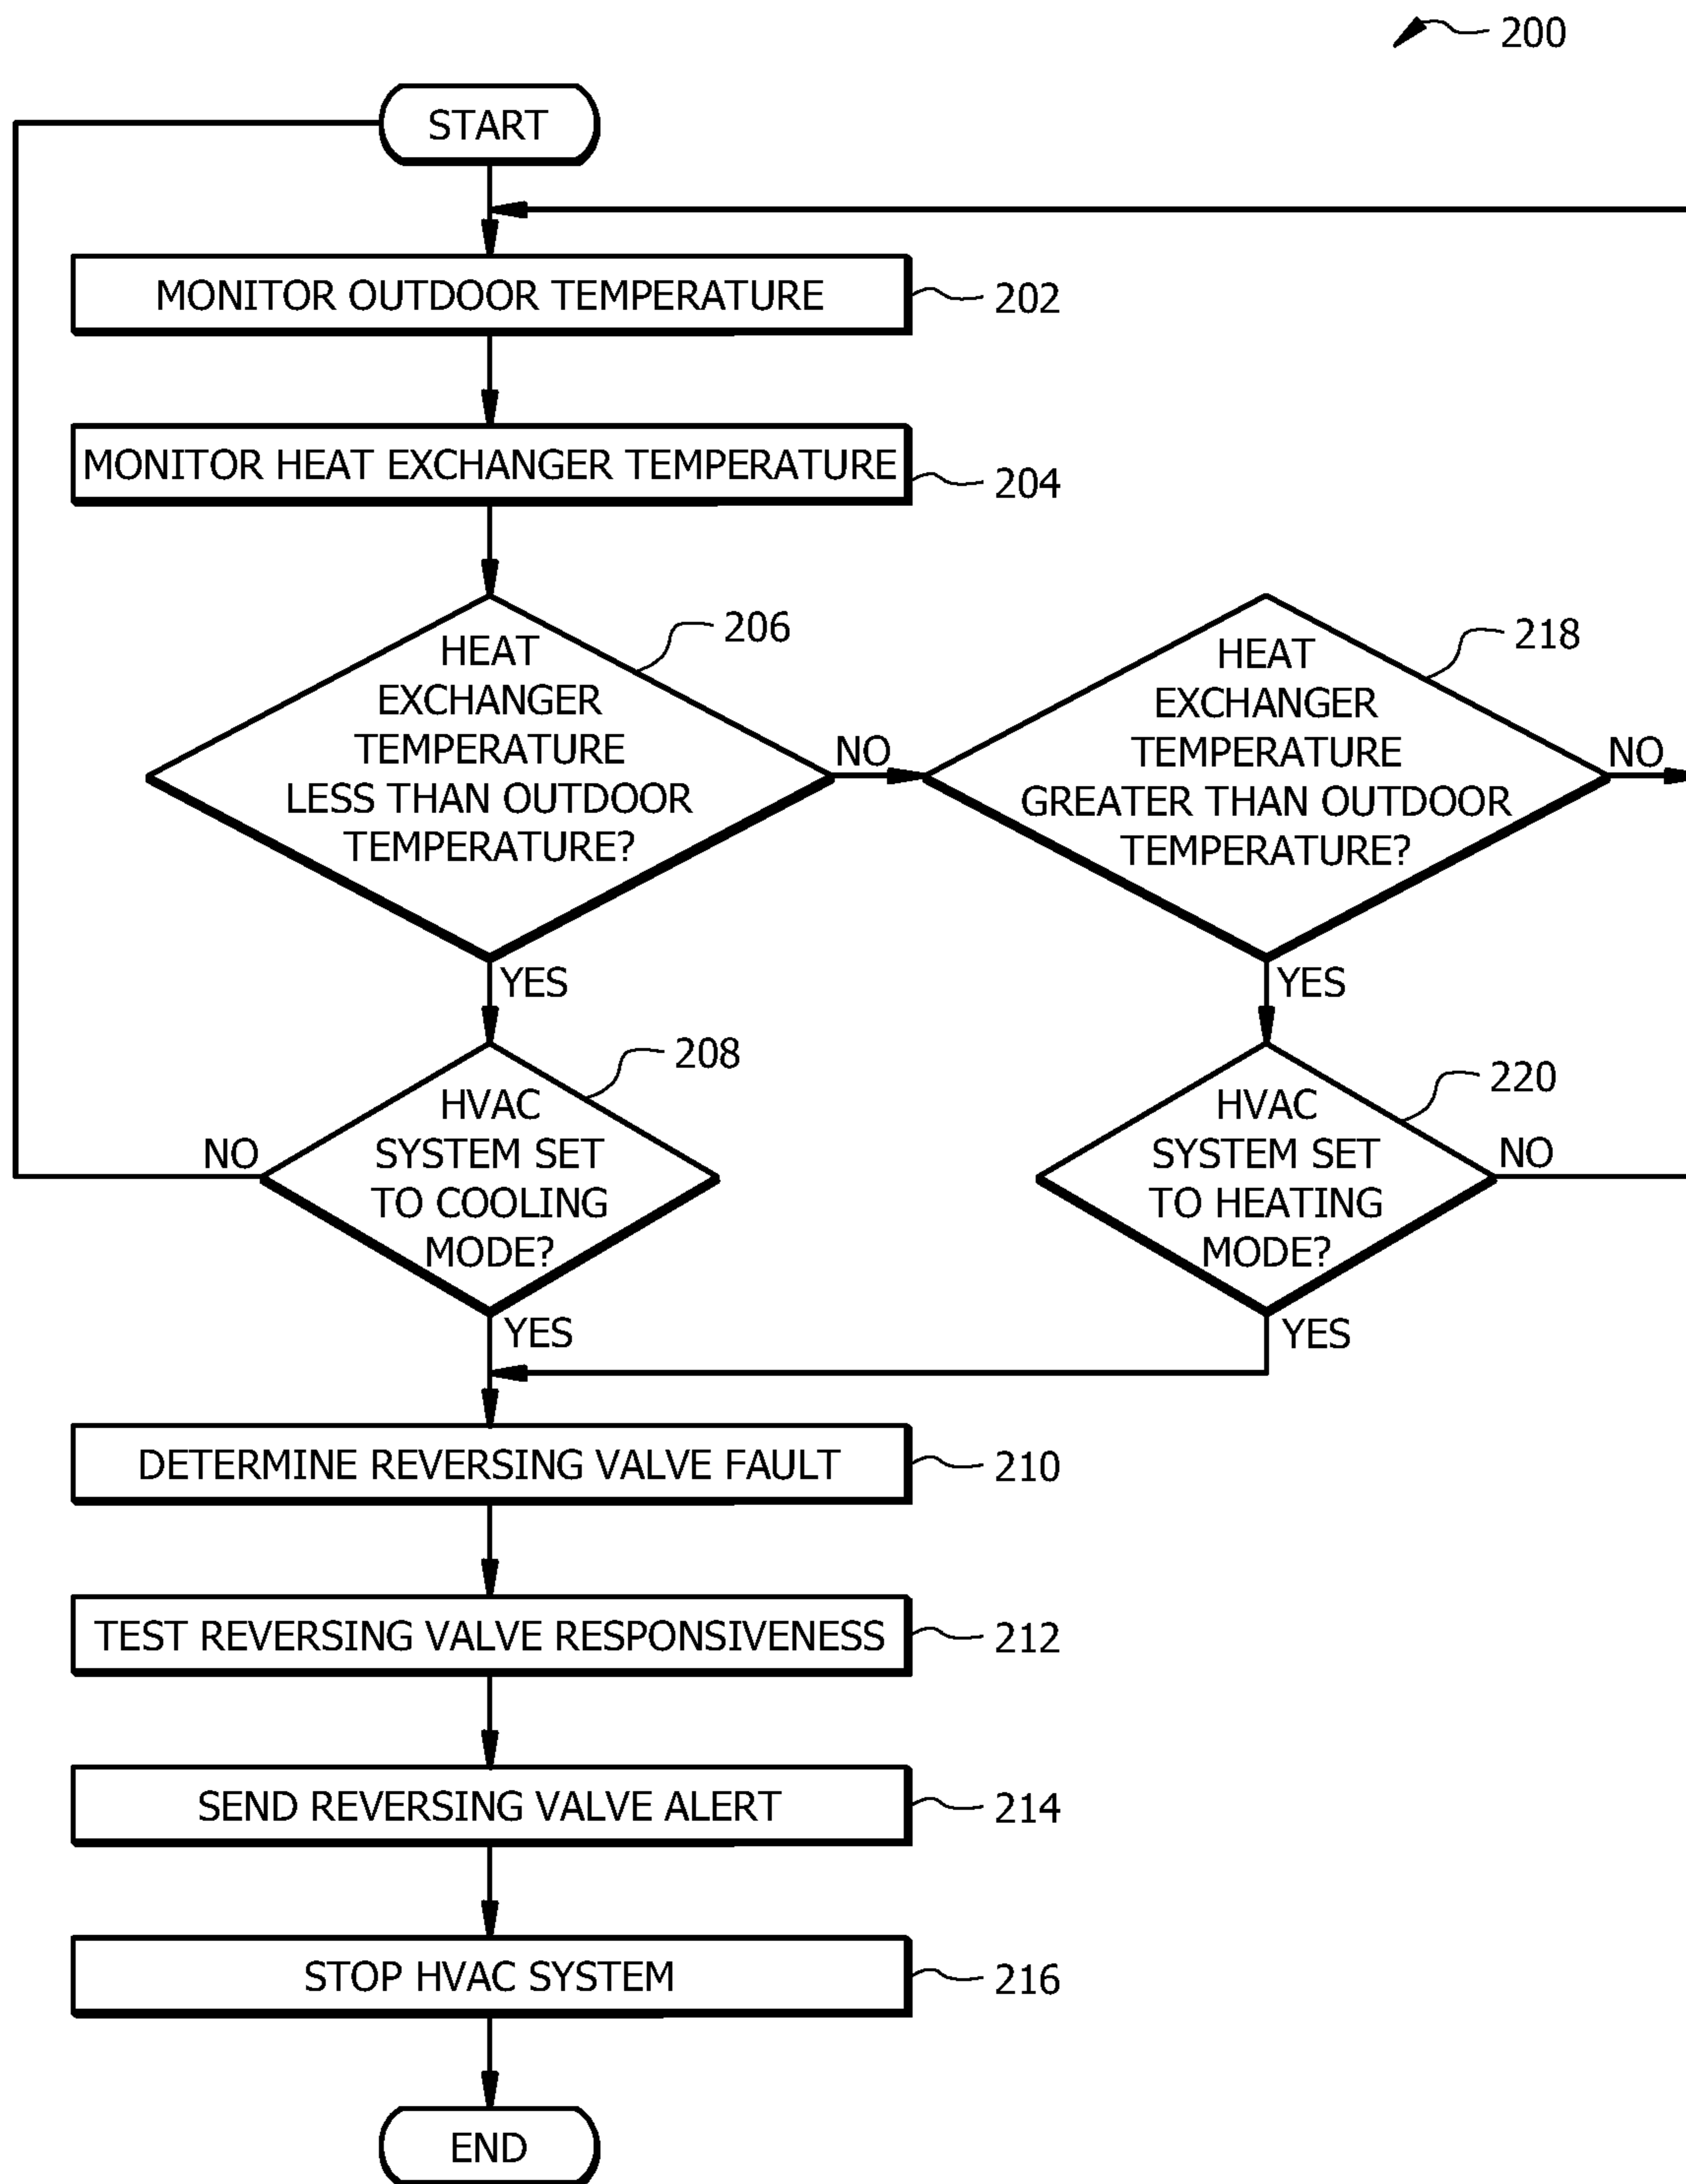 200
START
MONITOR OUTDOOR TEMPERATURE
202
MONITOR HEAT EXCHANGER TEMPERATURE
204
HEAT
EXCHANGER
TEMPERATURE
LESS THAN OUTDOOR
TEMPERATURE?
206
NO
YES
HEAT
EXCHANGER
TEMPERATURE
GREATER THAN OUTDOOR
TEMPERATURE?
218
NO
YES
HVAC
SYSTEM SET
TO COOLING
MODE?
208
NO
YES
HVAC
SYSTEM SET
TO HEATING
MODE?
220
NO
YES
DETERMINE REVERSING VALVE FAULT
210
TEST REVERSING VALVE RESPONSIVENESS
212
SEND REVERSING VALVE ALERT
214
STOP HVAC SYSTEM
216
END